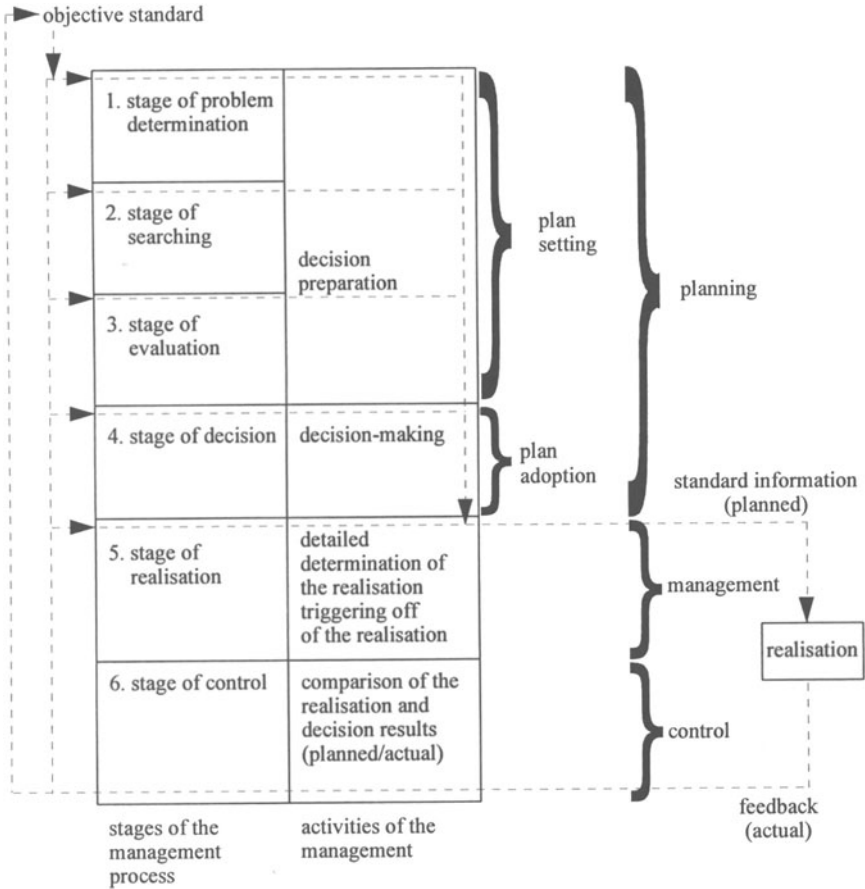 objective standard
1. stage of problem
determination
2. stage of
searching
decision
preparation
3. stage of
evaluation
plan
setting
planning
4. stage of decision
decision-making
plan
adoption
standard information
(planned)
5. stage of
realisation
detailed
determination of
the realisation
triggering off
of the realisation
management
realisation
6. stage of control
comparison of the
realisation and
decision results
(planned/actual)
control
feedback
(actual)
stages of the
management
process
activities of the
management